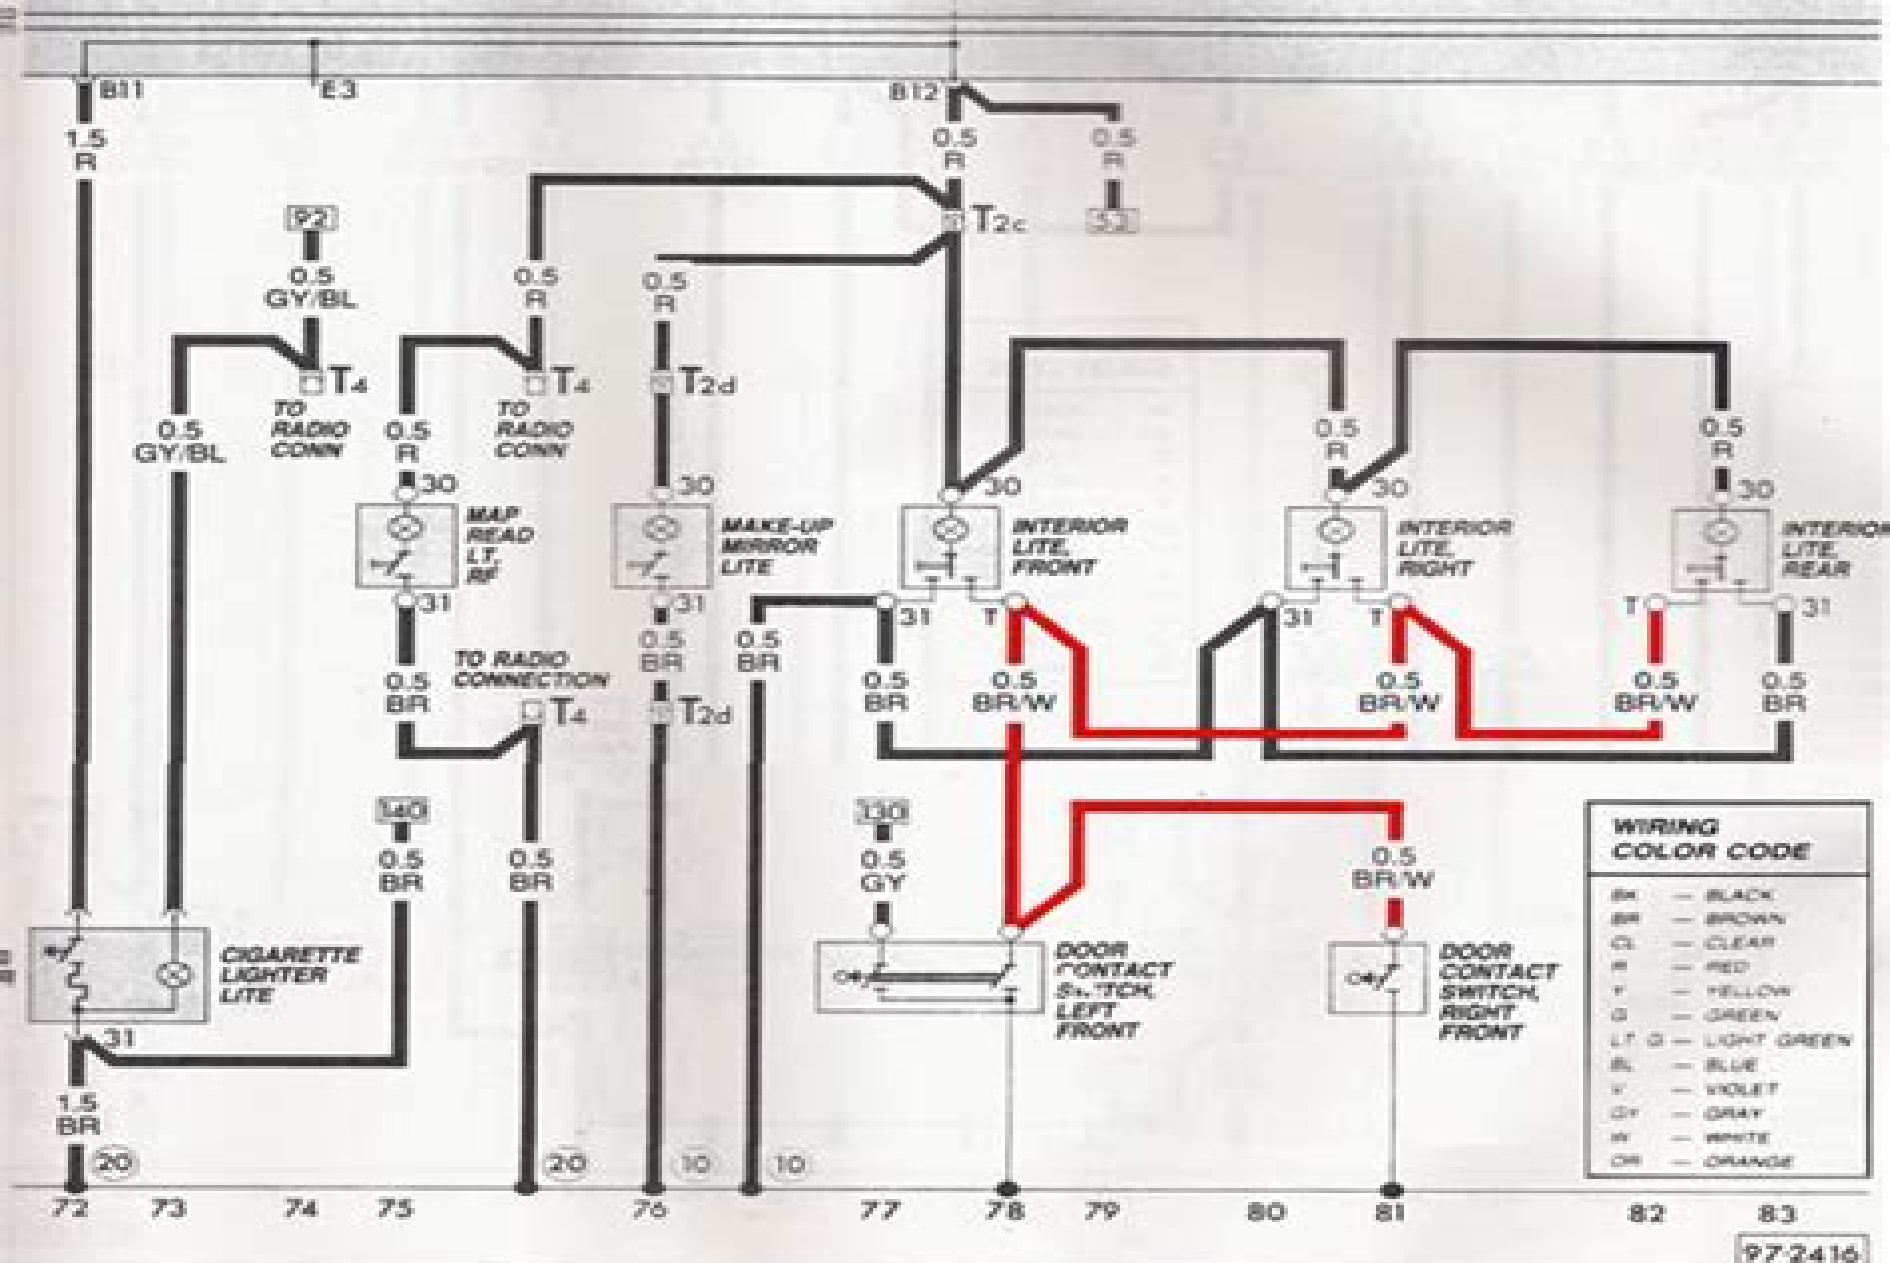 B11
E3
B12
1.5
R
0.5
R
0.5
R
92
T2c
53
0.5
GY/BL
0.5
R
0.5
R
T4
T4
T2d
TO
RADIO
CONN
TO
RADIO
CONN
0.5
GY/BL
0.5
R
0.5
R
0.5
R
30
30
30
30
30
MAP
READ
LT,
RF
MAKE-UP
MIRROR
LITE
INTERIOR
LITE,
FRONT
INTERIOR
LITE,
RIGHT
INTERIOR
LITE,
REAR
31
31
31
T
31
T
T
31
0.5
BR
0.5
BR
TO RADIO
CONNECTION
0.5
BR
0.5
BR
0.5
BR/W
0.5
BR/W
0.5
BR/W
0.5
BR
T4
T2d
140
130
0.5
BR
0.5
BR
0.5
GY
0.5
BR/W
CIGARETTE
LIGHTER
LITE
DOOR
CONTACT
LEFT
FRONT
DOOR
CONTACT
SWITCH,
RIGHT
FRONT
31
1.5
BR
20
20
10
10
WIRING
COLOR CODE
BK — BLACK
BR — BROWN
CL — CLEAR
R — RED
Y — YELLOW
G — GREEN
LT G — LIGHT GREEN
BL — BLUE
V — VIOLET
GY — GRAY
W — WHITE
OR — ORANGE
72 73 74 75 76 77 78 79 80 81 82 83
97-2416